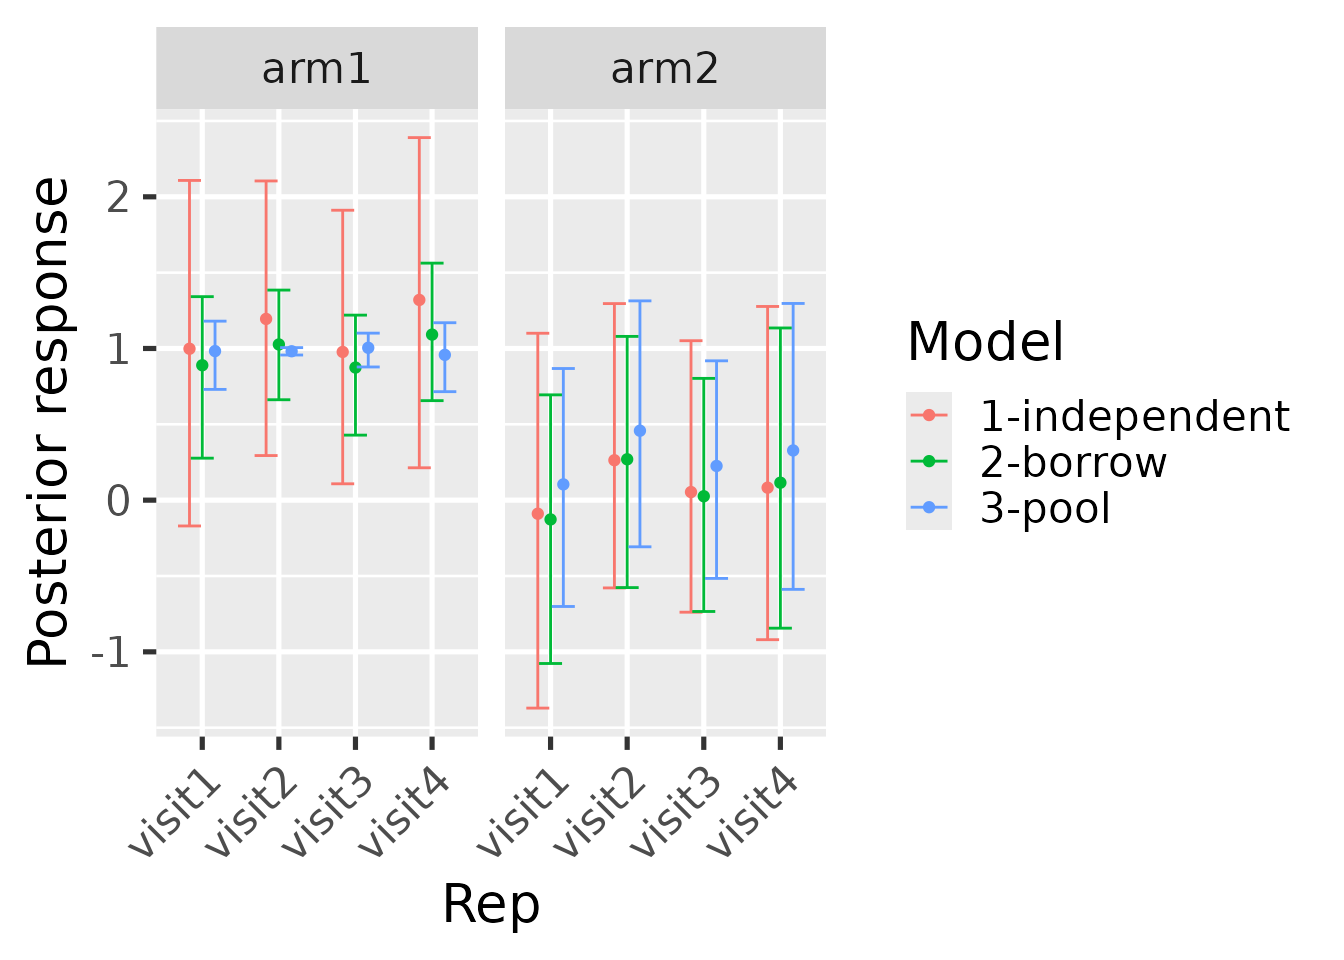 arm1
arm2
Posterior response
2
1
0
-1
visit1
visit2
visit3
visit4
visit1
visit2
visit3
visit4
Rep
Model
1-independent
2-borrow
3-pool